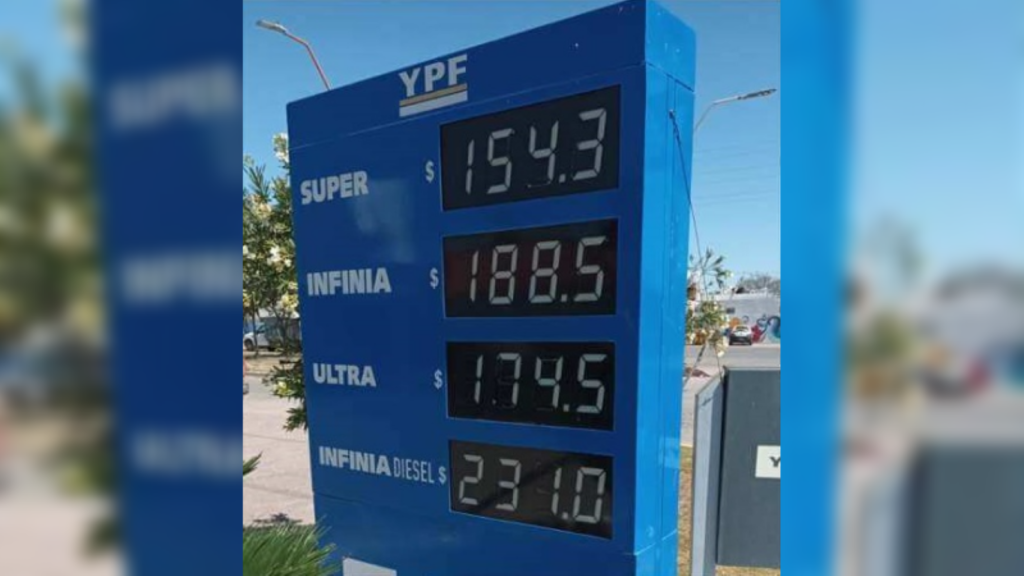 YPF
SUPER $ 154.3
INFINIA $ 188.5
ULTRA $ 174.5
INFINIA DIESEL $ 231.0
Y